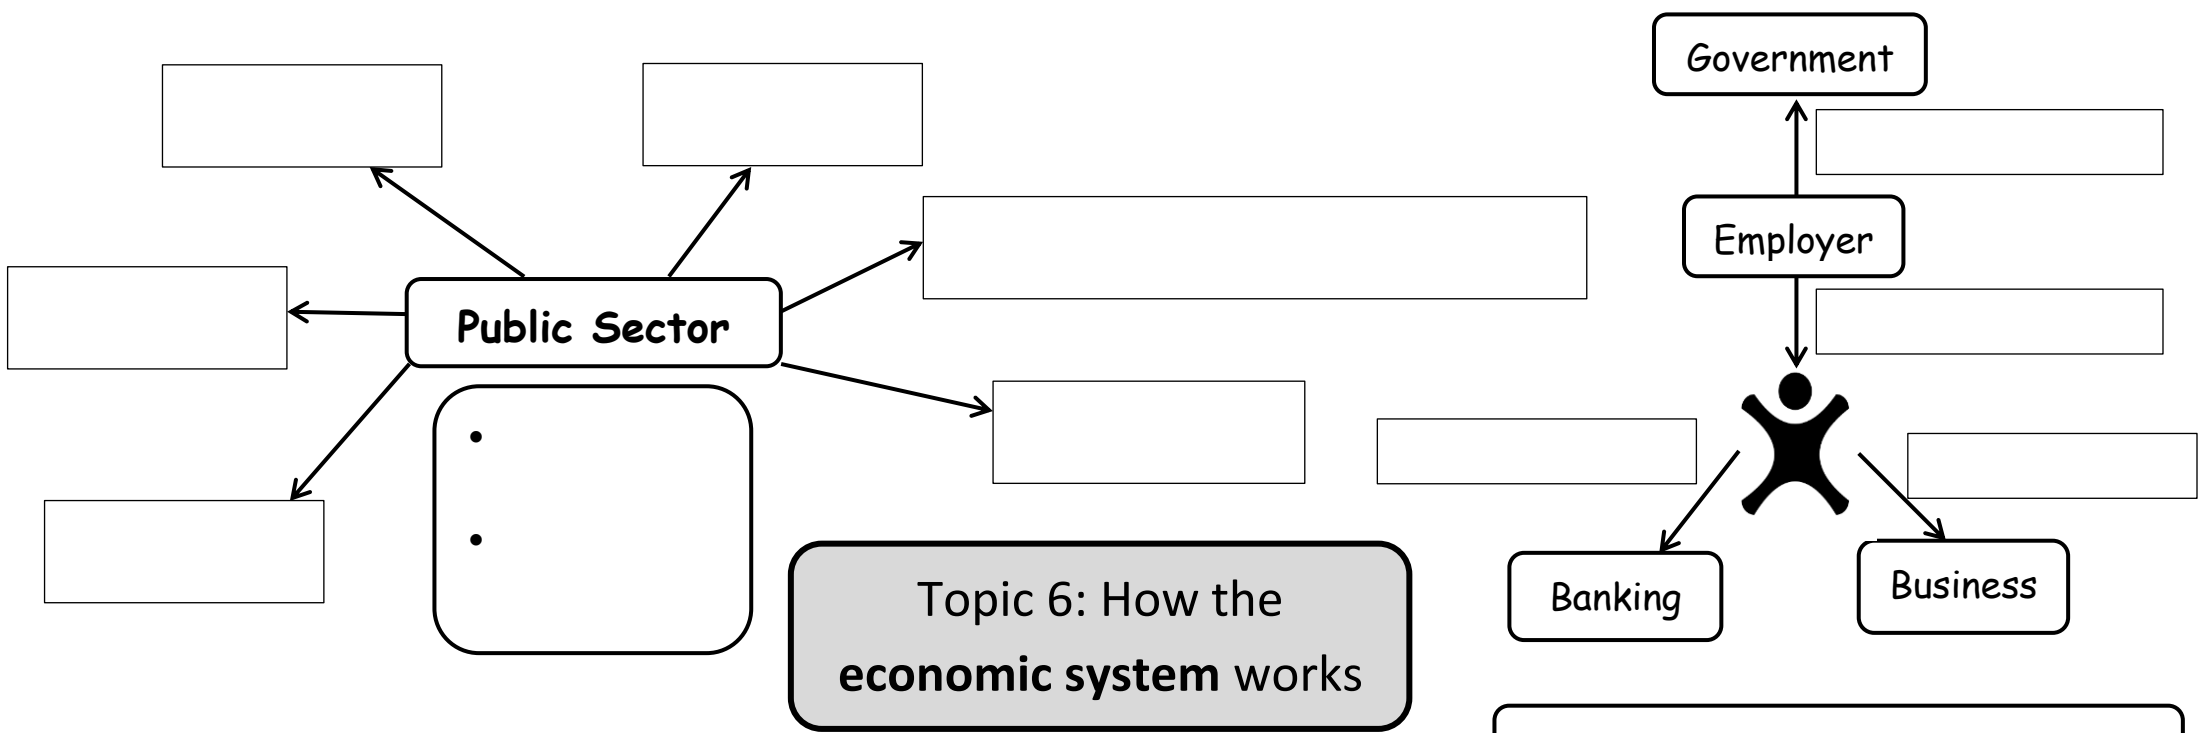 Government
Employer
Public Sector
Banking
Business
Topic 6: How the
economic system works